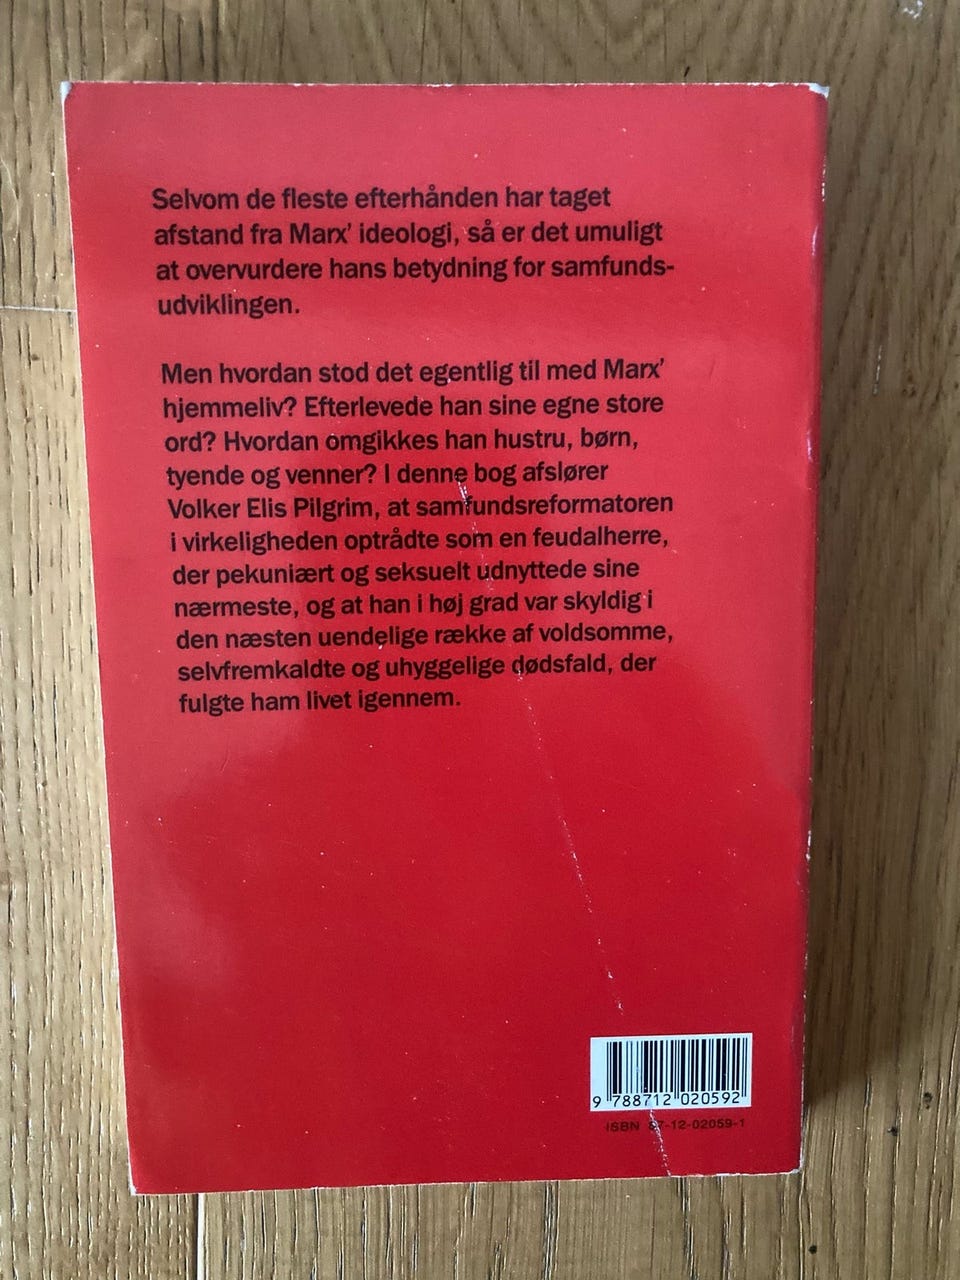 Selvom de fleste efterhånden har taget
afstand fra Marx' ideologi, så er det umuligt
at overvurdere hans betydning for samfunds-
udviklingen.
Men hvordan stod det egentlig til med Marx'
hjemmeliv? Efterlevede han sine egne store
ord? Hvordan omgikkes han hustru, børn,
tyende og venner? I denne bog afslører
Volker Elis Pilgrim, at samfundsreformatoren
i virkeligheden optrådte som en feudalherre,
der pekuniært og seksuelt udnyttede sine
nærmeste, og at han i høj grad var skyldig i
den næsten uendelige række af voldsomme,
selvfremkaldte og uhyggelige dødsfald, der
fulgte ham livet igennem.
9 788712 020592
ISBN 87-12-02059-1